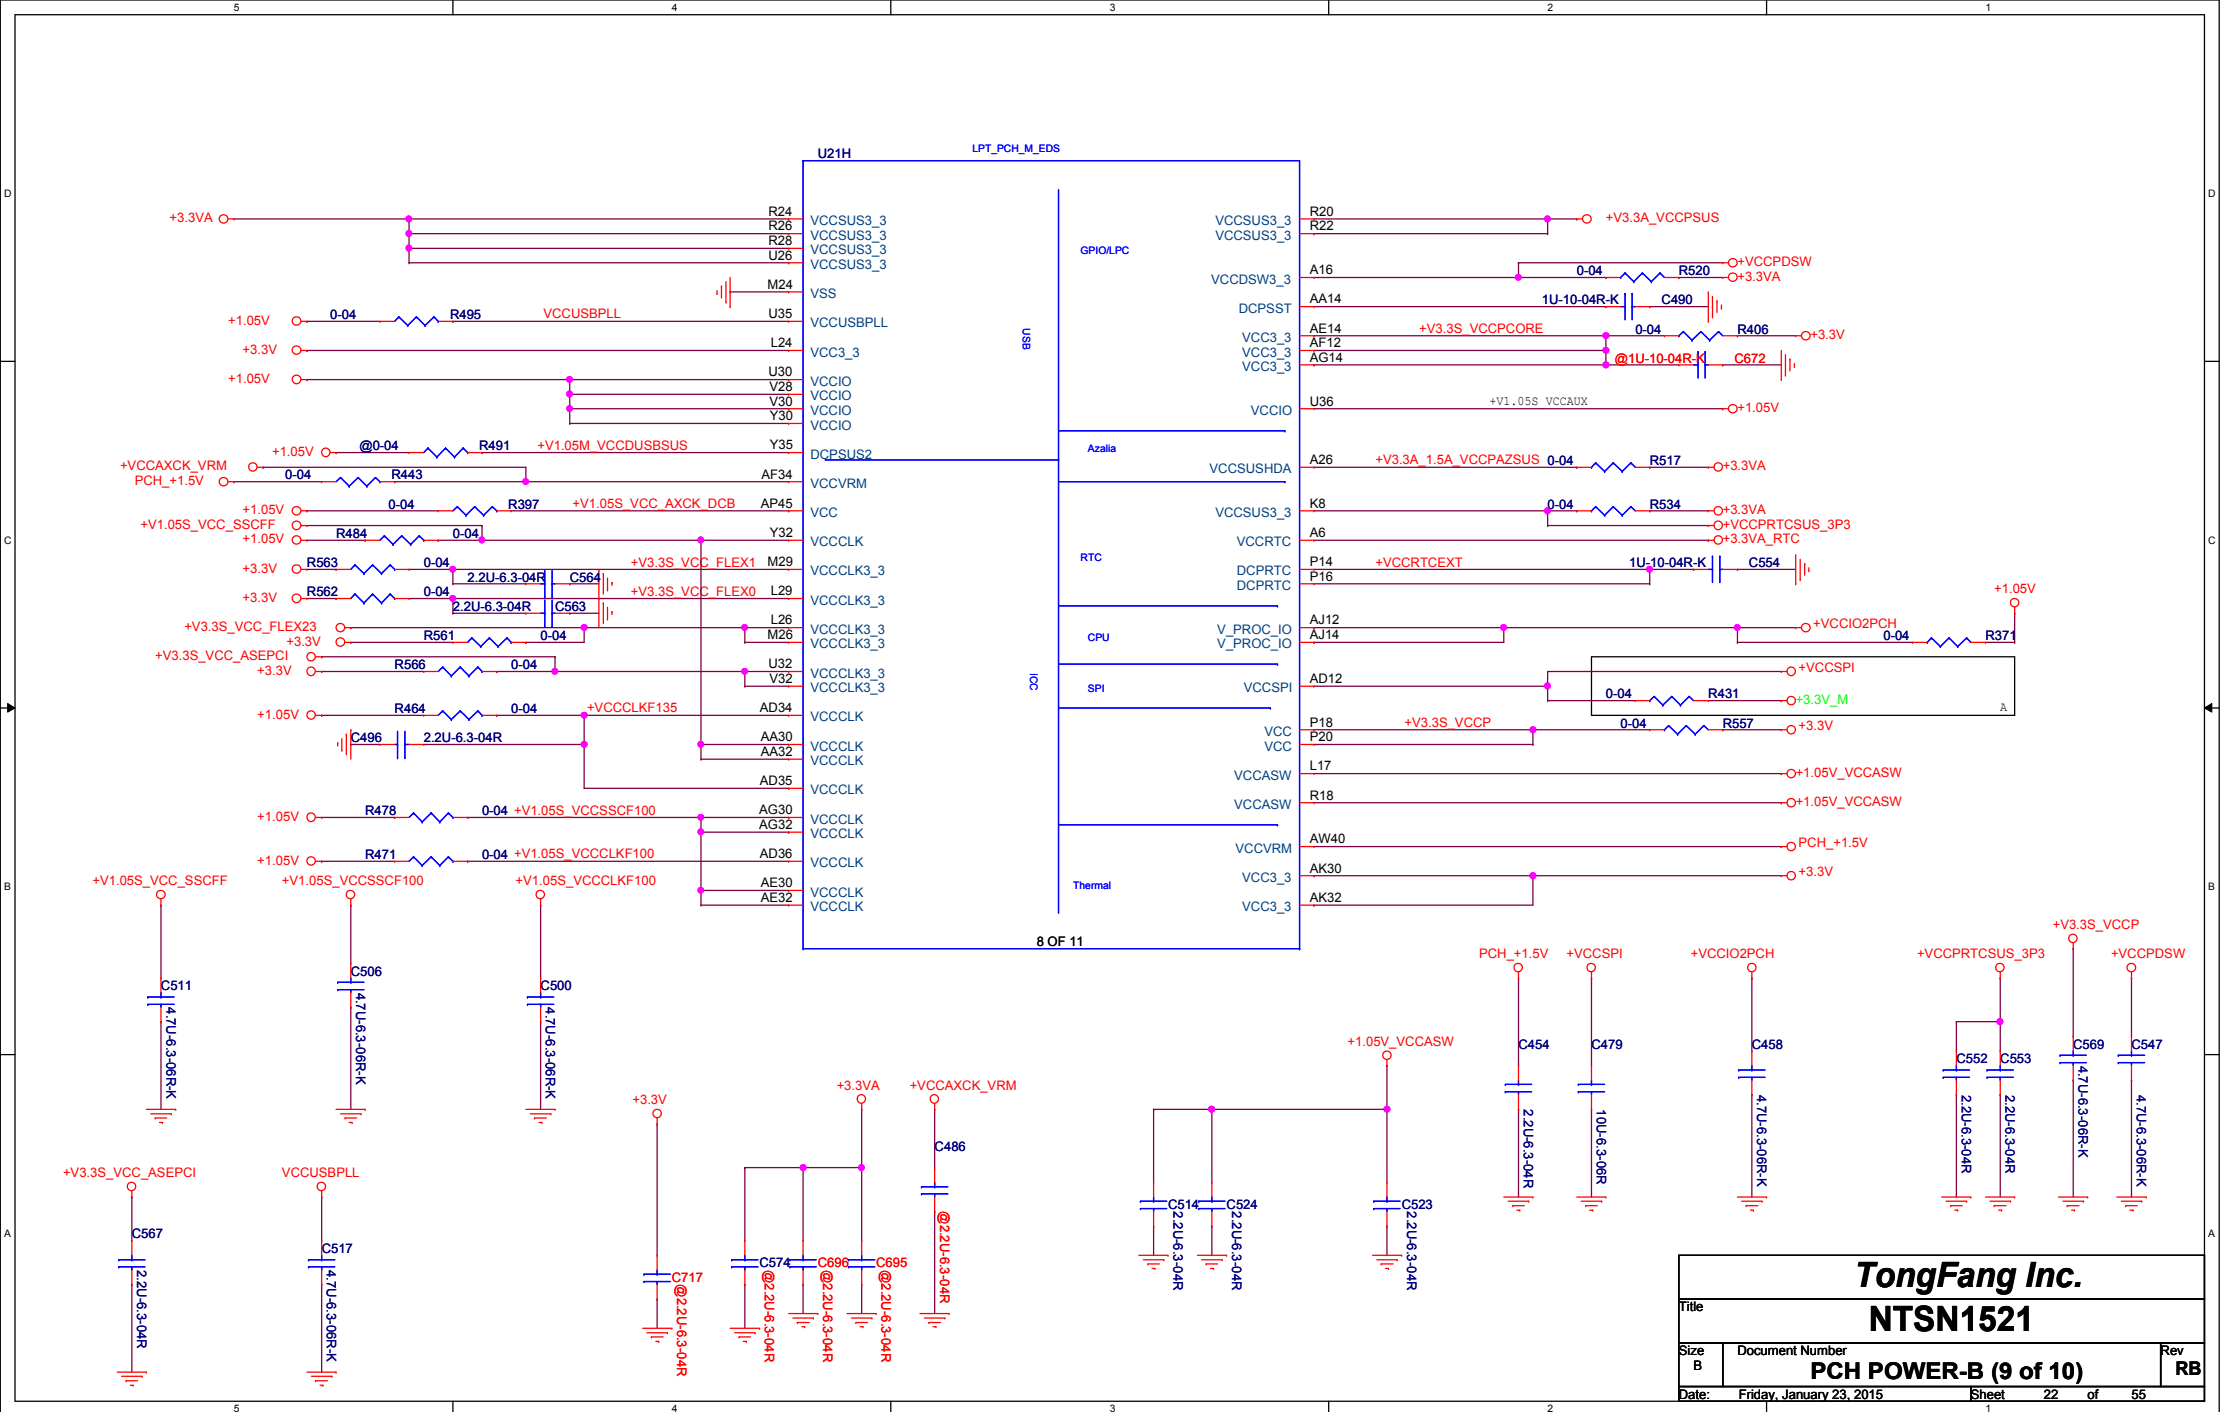 5 4 3 2 1
D D
C C
B B
A A
U21H LPT_PCH_M_EDS
+3.3VA R24 VCCSUS3_3
R26 VCCSUS3_3
R28 VCCSUS3_3
U26 VCCSUS3_3
M24 VSS
+1.05V 0-04 R495 VCCUSBPLL U35 VCCUSBPLL
+3.3V L24 VCC3_3
+1.05V U30 VCCIO
V28 VCCIO
V30 VCCIO
Y30 VCCIO
+1.05V @0-04 R491 +V1.05M_VCCDUSBSUS Y35 DCPSUS2
+VCCAXCK_VRM
PCH_+1.5V 0-04 R443 AF34 VCCVRM
+1.05V 0-04 R397 +V1.05S_VCC_AXCK_DCB AP45 VCC
+V1.05S_VCC_SSCFF
+1.05V R484 0-04 Y32 VCCCLK
+3.3V R563 0-04 +V3.3S_VCC_FLEX1 M29 VCCCLK3_3
2.2U-6.3-04R C564
+3.3V R562 0-04 +V3.3S_VCC_FLEX0 L29 VCCCLK3_3
2.2U-6.3-04R C563
+V3.3S_VCC_FLEX23 L26 VCCCLK3_3
+3.3V R561 0-04 M26 VCCCLK3_3
+V3.3S_VCC_ASEPCI
+3.3V R566 0-04 U32 VCCCLK3_3
V32 VCCCLK3_3
+1.05V R464 0-04 +VCCCLKF135 AD34 VCCCLK
C496 2.2U-6.3-04R AA30 VCCCLK
AA32 VCCCLK
AD35 VCCCLK
+1.05V R478 0-04 +V1.05S_VCCSSCF100 AG30 VCCCLK
AG32 VCCCLK
+1.05V R471 0-04 +V1.05S_VCCCLKF100 AD36 VCCCLK
AE30 VCCCLK
AE32 VCCCLK
USB
ICC
GPIO/LPC
Azalia
RTC
CPU
SPI
Thermal
8 OF 11
VCCSUS3_3 R20 +V3.3A_VCCPSUS
VCCSUS3_3 R22
+VCCPDSW
VCCDSW3_3 A16 0-04 R520 +3.3VA
DCPSST AA14 1U-10-04R-K C490
VCC3_3 AE14 +V3.3S_VCCPCORE 0-04 R406 +3.3V
VCC3_3 AF12
VCC3_3 AG14 @1U-10-04R-K C672
VCCIO U36 +V1.05S VCCAUX +1.05V
VCCSUSHDA A26 +V3.3A_1.5A_VCCPAZSUS 0-04 R517 +3.3VA
VCCSUS3_3 K8 0-04 R534 +3.3VA
+VCCPRTCSUS_3P3
VCCRTC A6 +3.3VA_RTC
DCPRTC P14 +VCCRTCEXT 1U-10-04R-K C554
DCPRTC P16
+1.05V
V_PROC_IO AJ12 +VCCIO2PCH
V_PROC_IO AJ14 0-04 R371
+VCCSPI
VCCSPI AD12
0-04 R431 +3.3V_M
A
VCC P18 +V3.3S_VCCP 0-04 R557 +3.3V
VCC P20
VCCASW L17 +1.05V_VCCASW
VCCASW R18 +1.05V_VCCASW
VCCVRM AW40 PCH_+1.5V
VCC3_3 AK30 +3.3V
VCC3_3 AK32
+V1.05S_VCC_SSCFF C511 4.7U-6.3-06R-K
+V1.05S_VCCSSCF100 C506 4.7U-6.3-06R-K
+V1.05S_VCCCLKF100 C500 4.7U-6.3-06R-K
+V3.3S_VCC_ASEPCI C567 2.2U-6.3-04R
VCCUSBPLL C517 4.7U-6.3-06R-K
+3.3V C717 @2.2U-6.3-04R
+3.3VA C574 @2.2U-6.3-04R
C696 @2.2U-6.3-04R
C695 @2.2U-6.3-04R
+VCCAXCK_VRM C486 @2.2U-6.3-04R
+1.05V_VCCASW C514 2.2U-6.3-04R
C524 2.2U-6.3-04R
C523 2.2U-6.3-04R
PCH_+1.5V C454 2.2U-6.3-04R
+VCCSPI C479 10U-6.3-06R
+VCCIO2PCH C458 4.7U-6.3-06R-K
+VCCPRTCSUS_3P3 C552 2.2U-6.3-04R
C553 2.2U-6.3-04R
+V3.3S_VCCP C569 4.7U-6.3-06R-K
+VCCPDSW C547 4.7U-6.3-06R-K
TongFang Inc.
Title
NTSN1521
Size Document Number Rev
B PCH POWER-B (9 of 10) RB
Date: Friday, January 23, 2015 Sheet 22 of 55
5 4 3 2 1